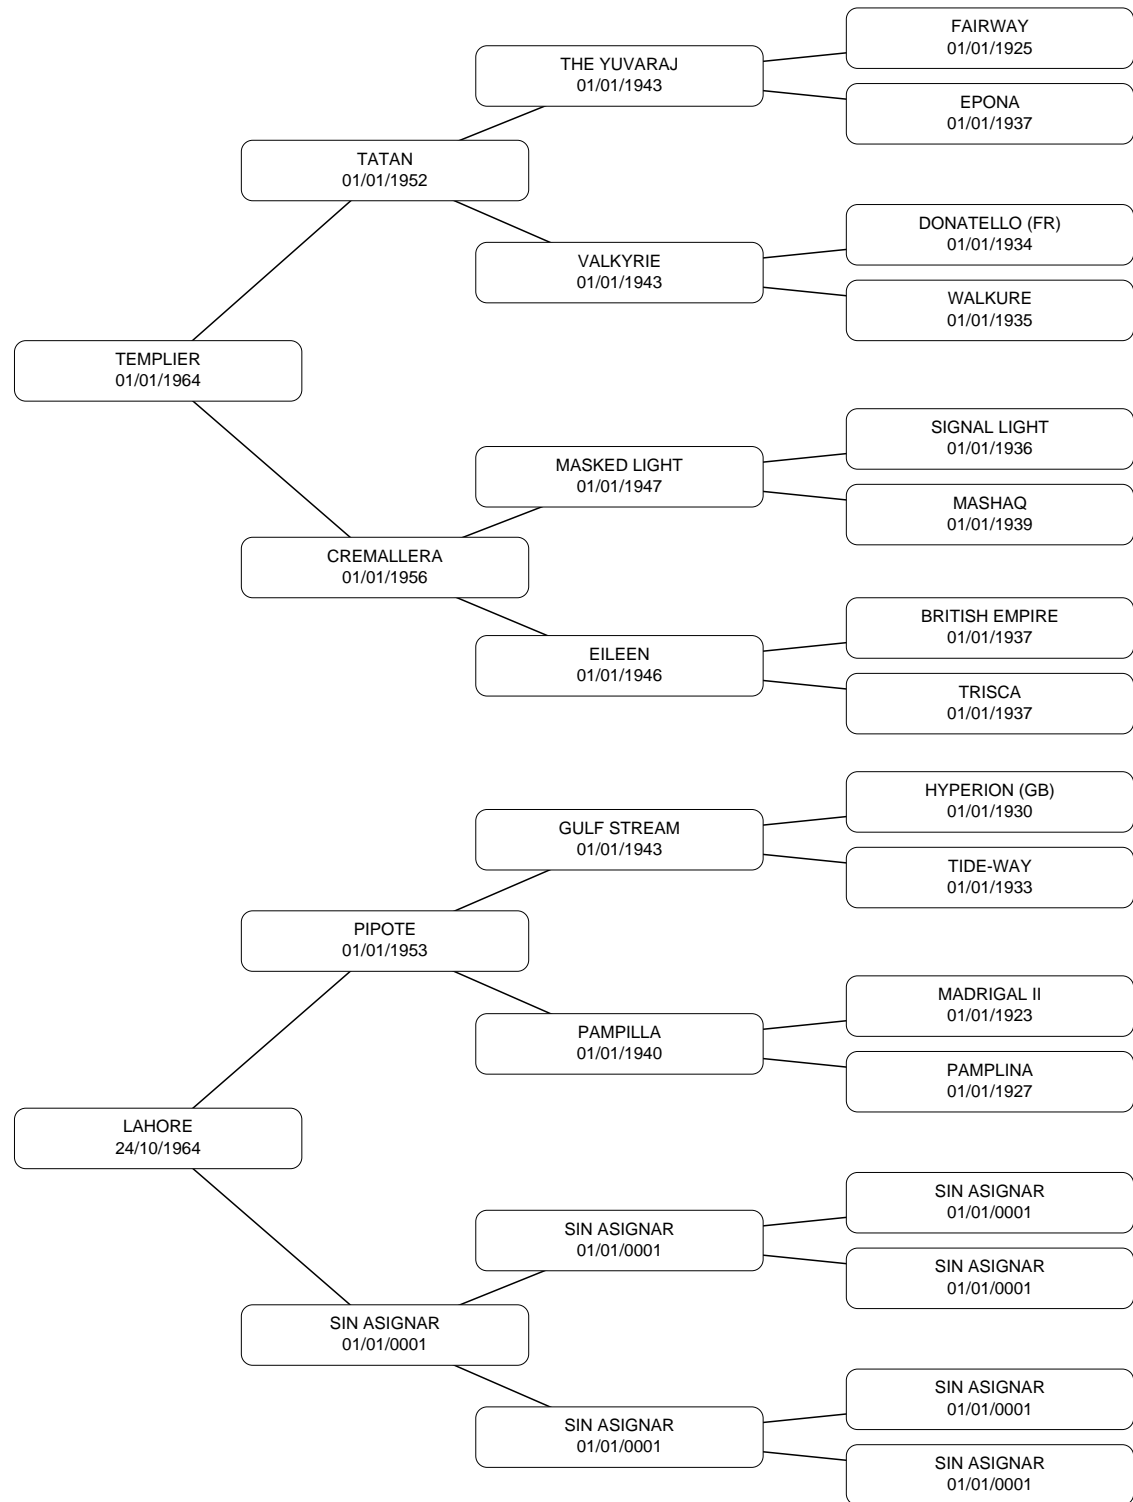 FAIRWAY
01/01/1925
THE YUVARAJ
01/01/1943
EPONA
01/01/1937
TATAN
01/01/1952
DONATELLO (FR)
01/01/1934
VALKYRIE
01/01/1943
WALKURE
01/01/1935
TEMPLIER
01/01/1964
SIGNAL LIGHT
01/01/1936
MASKED LIGHT
01/01/1947
MASHAQ
01/01/1939
CREMALLERA
01/01/1956
BRITISH EMPIRE
01/01/1937
EILEEN
01/01/1946
TRISCA
01/01/1937
HYPERION (GB)
01/01/1930
GULF STREAM
01/01/1943
TIDE-WAY
01/01/1933
PIPOTE
01/01/1953
MADRIGAL II
01/01/1923
PAMPILLA
01/01/1940
PAMPLINA
01/01/1927
LAHORE
24/10/1964
SIN ASIGNAR
01/01/0001
SIN ASIGNAR
01/01/0001
SIN ASIGNAR
01/01/0001
SIN ASIGNAR
01/01/0001
SIN ASIGNAR
01/01/0001
SIN ASIGNAR
01/01/0001
SIN ASIGNAR
01/01/0001